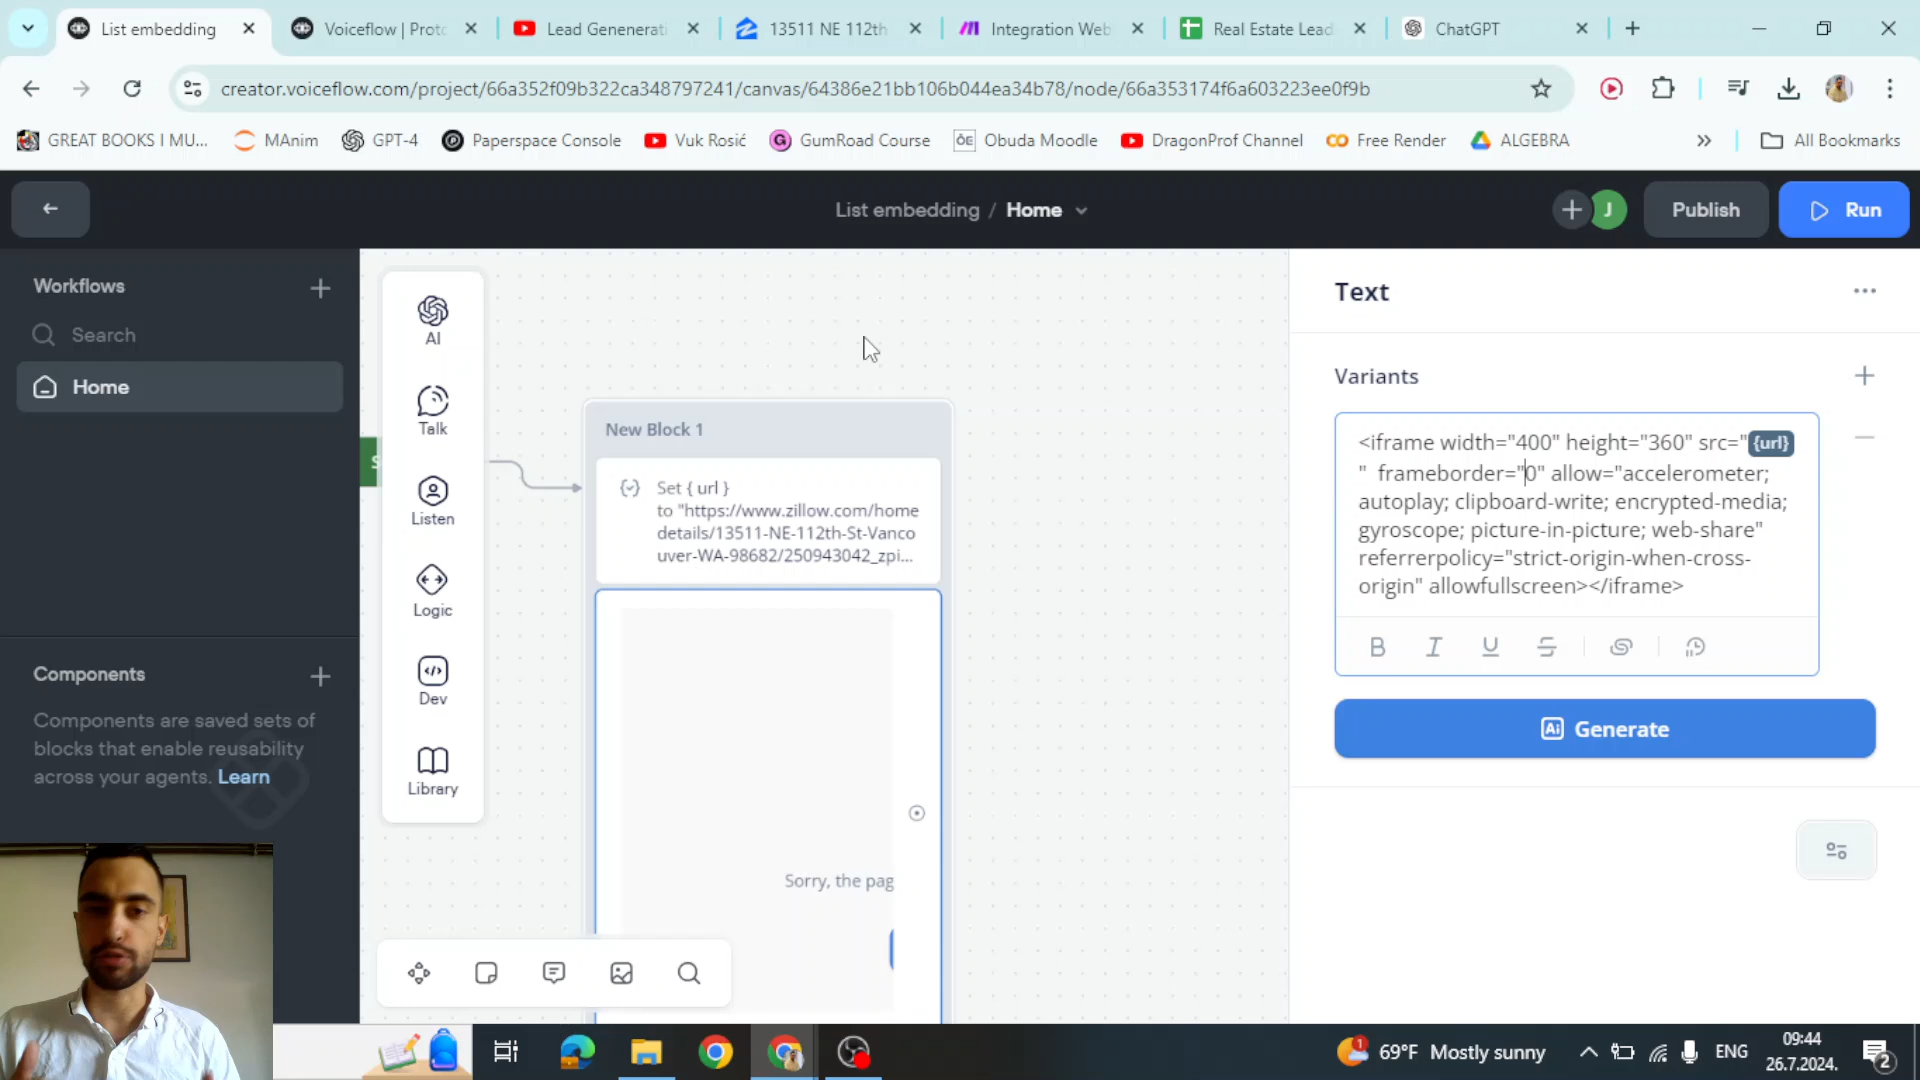 List embedding
Voiceflow | Proto
Lead Genenerati
13511 NE 112th
Integration Web
Real Estate Lead
ChatGPT
creator.voiceflow.com/project/66a352f09b322ca348797241/canvas/64386e21bb106b044ea34b78/node/66a353174f6a603223ee0f9b
GREAT BOOKS I MU...
MAnim
GPT-4
Paperspace Console
Vuk Rosić
GumRoad Course
Obuda Moodle
DragonProf Channel
Free Render
ALGEBRA
All Bookmarks
List embedding / Home
J
Publish
Run
Workflows
Search
Home
Components
Components are saved sets of
blocks that enable reusability
across your agents. Learn
AI
Talk
Listen
Logic
Dev
Library
S
New Block 1
Set { url }
to "https://www.zillow.com/home
details/13511-NE-112th-St-Vanco
uver-WA-98682/250943042_zpi...
Sorry, the pag
Text
Variants
<iframe width="400" height="360" src="{url}
" frameborder="0" allow="accelerometer;
autoplay; clipboard-write; encrypted-media;
gyroscope; picture-in-picture; web-share"
referrerpolicy="strict-origin-when-cross-
origin" allowfullscreen></iframe>
B I U S
Ai Generate
1
69°F Mostly sunny
ENG
09:44
26.7.2024.
2